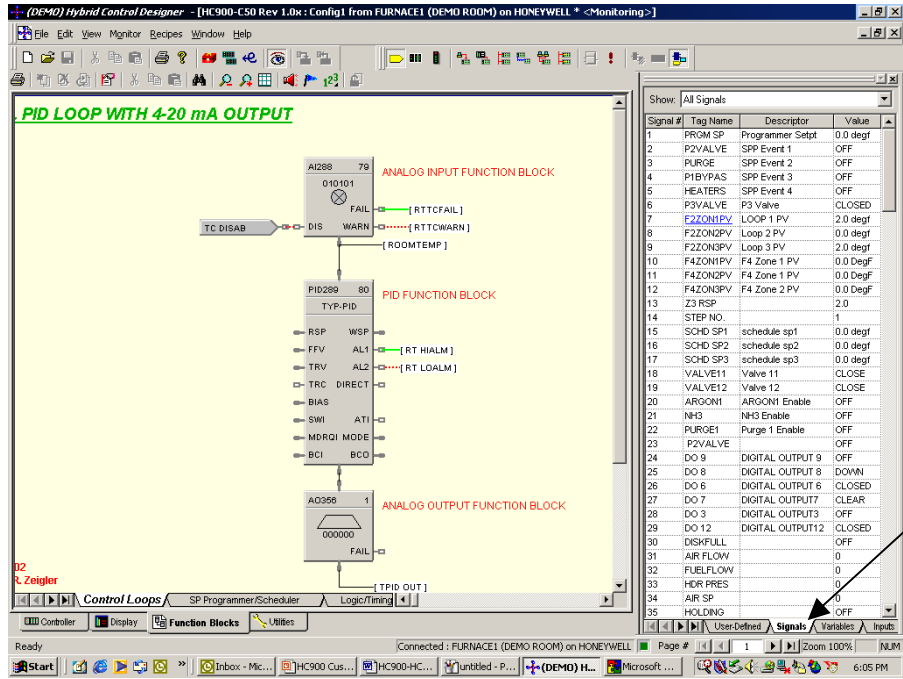 (DEMO) Hybrid Control Designer - [HC900-C50 Rev 1.0x : Config1 from FURNACE1 (DEMO ROOM) on HONEYWELL * <Monitoring>]
File Edit View Monitor Recipes Window Help
PID LOOP WITH 4-20 mA OUTPUT
AI288 79
010101
FAIL
DIS WARN
ANALOG INPUT FUNCTION BLOCK
[RTTCFAIL]
[RTTCWARN]
TC DISAB
[ROOMTEMP]
PID289 80
TYP-PID
PID FUNCTION BLOCK
RSP WSP
FFV AL1
[RT HIALM]
TRV AL2
[RT LOALM]
TRC DIRECT
BIAS
SWI ATI
MDRQI MODE
BCI BCO
AO356 1
000000
FAIL
ANALOG OUTPUT FUNCTION BLOCK
[TPID OUT]
02
R. Zeigler
Control Loops SP Programmer/Scheduler Logic/Timing
Controller Display Function Blocks Utilites
Show: All Signals
Signal # Tag Name Descriptor Value
1 PRGM SP Programmer Setpt 0.0 degf
2 P2VALVE SPP Event 1 OFF
3 PURGE SPP Event 2 OFF
4 P1BYPAS SPP Event 3 OFF
5 HEATERS SPP Event 4 OFF
6 P3VALVE P3 Valve CLOSED
7 F2ZON1PV LOOP 1 PV 2.0 degf
8 F2ZON2PV Loop 2 PV 0.0 degf
9 F2ZON3PV Loop 3 PV 2.0 degf
10 F4ZON1PV F4 Zone 1 PV 0.0 DegF
11 F4ZON2PV F4 Zone 1 PV 0.0 DegF
12 F4ZON3PV F4 Zone 2 PV 0.0 DegF
13 Z3 RSP 2.0
14 STEP NO. 1
15 SCHD SP1 schedule sp1 0.0 degf
16 SCHD SP2 schedule sp2 0.0 degf
17 SCHD SP3 schedule sp3 0.0 degf
18 VALVE11 Valve 11 CLOSE
19 VALVE12 Valve 12 CLOSE
20 ARGON1 ARGON1 Enable OFF
21 NH3 NH3 Enable OFF
22 PURGE1 Purge 1 Enable OFF
23 P2VALVE OFF
24 DO 9 DIGITAL OUTPUT 9 OFF
25 DO 8 DIGITAL OUTPUT 8 DOWN
26 DO 6 DIGITAL OUTPUT 6 CLOSED
27 DO 7 DIGITAL OUTPUT7 CLEAR
28 DO 3 DIGITAL OUTPUT3 OFF
29 DO 12 DIGITAL OUTPUT12 CLOSED
30 DISKFULL OFF
31 AIR FLOW 0
32 FUELFLOW 0
33 HDR PRES 0
34 AIR SP 0
35 HOLDING OFF
User-Defined Signals Variables Inputs
Ready Connected : FURNACE1 (DEMO ROOM) on HONEYWELL Page # 1 Zoom 100% NUM
Start Inbox - Mic... HC900 Cus... HC900-HC... untitled - P... (DEMO) H... Microsoft ... 6:05 PM